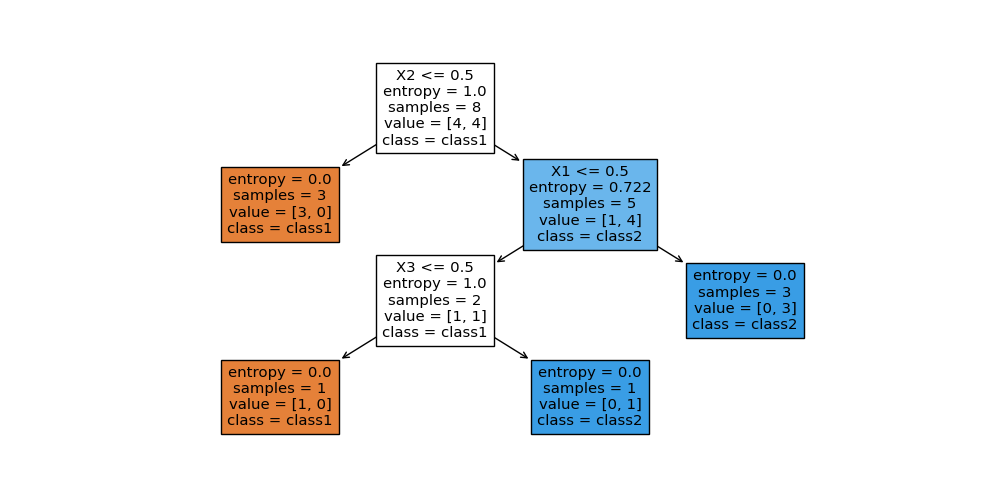 X2 <= 0.5
entropy = 1.0
samples = 8
value = [4, 4]
class = class1
entropy = 0.0
samples = 3
value = [3, 0]
class = class1
X1 <= 0.5
entropy = 0.722
samples = 5
value = [1, 4]
class = class2
X3 <= 0.5
entropy = 1.0
samples = 2
value = [1, 1]
class = class1
entropy = 0.0
samples = 3
value = [0, 3]
class = class2
entropy = 0.0
samples = 1
value = [1, 0]
class = class1
entropy = 0.0
samples = 1
value = [0, 1]
class = class2